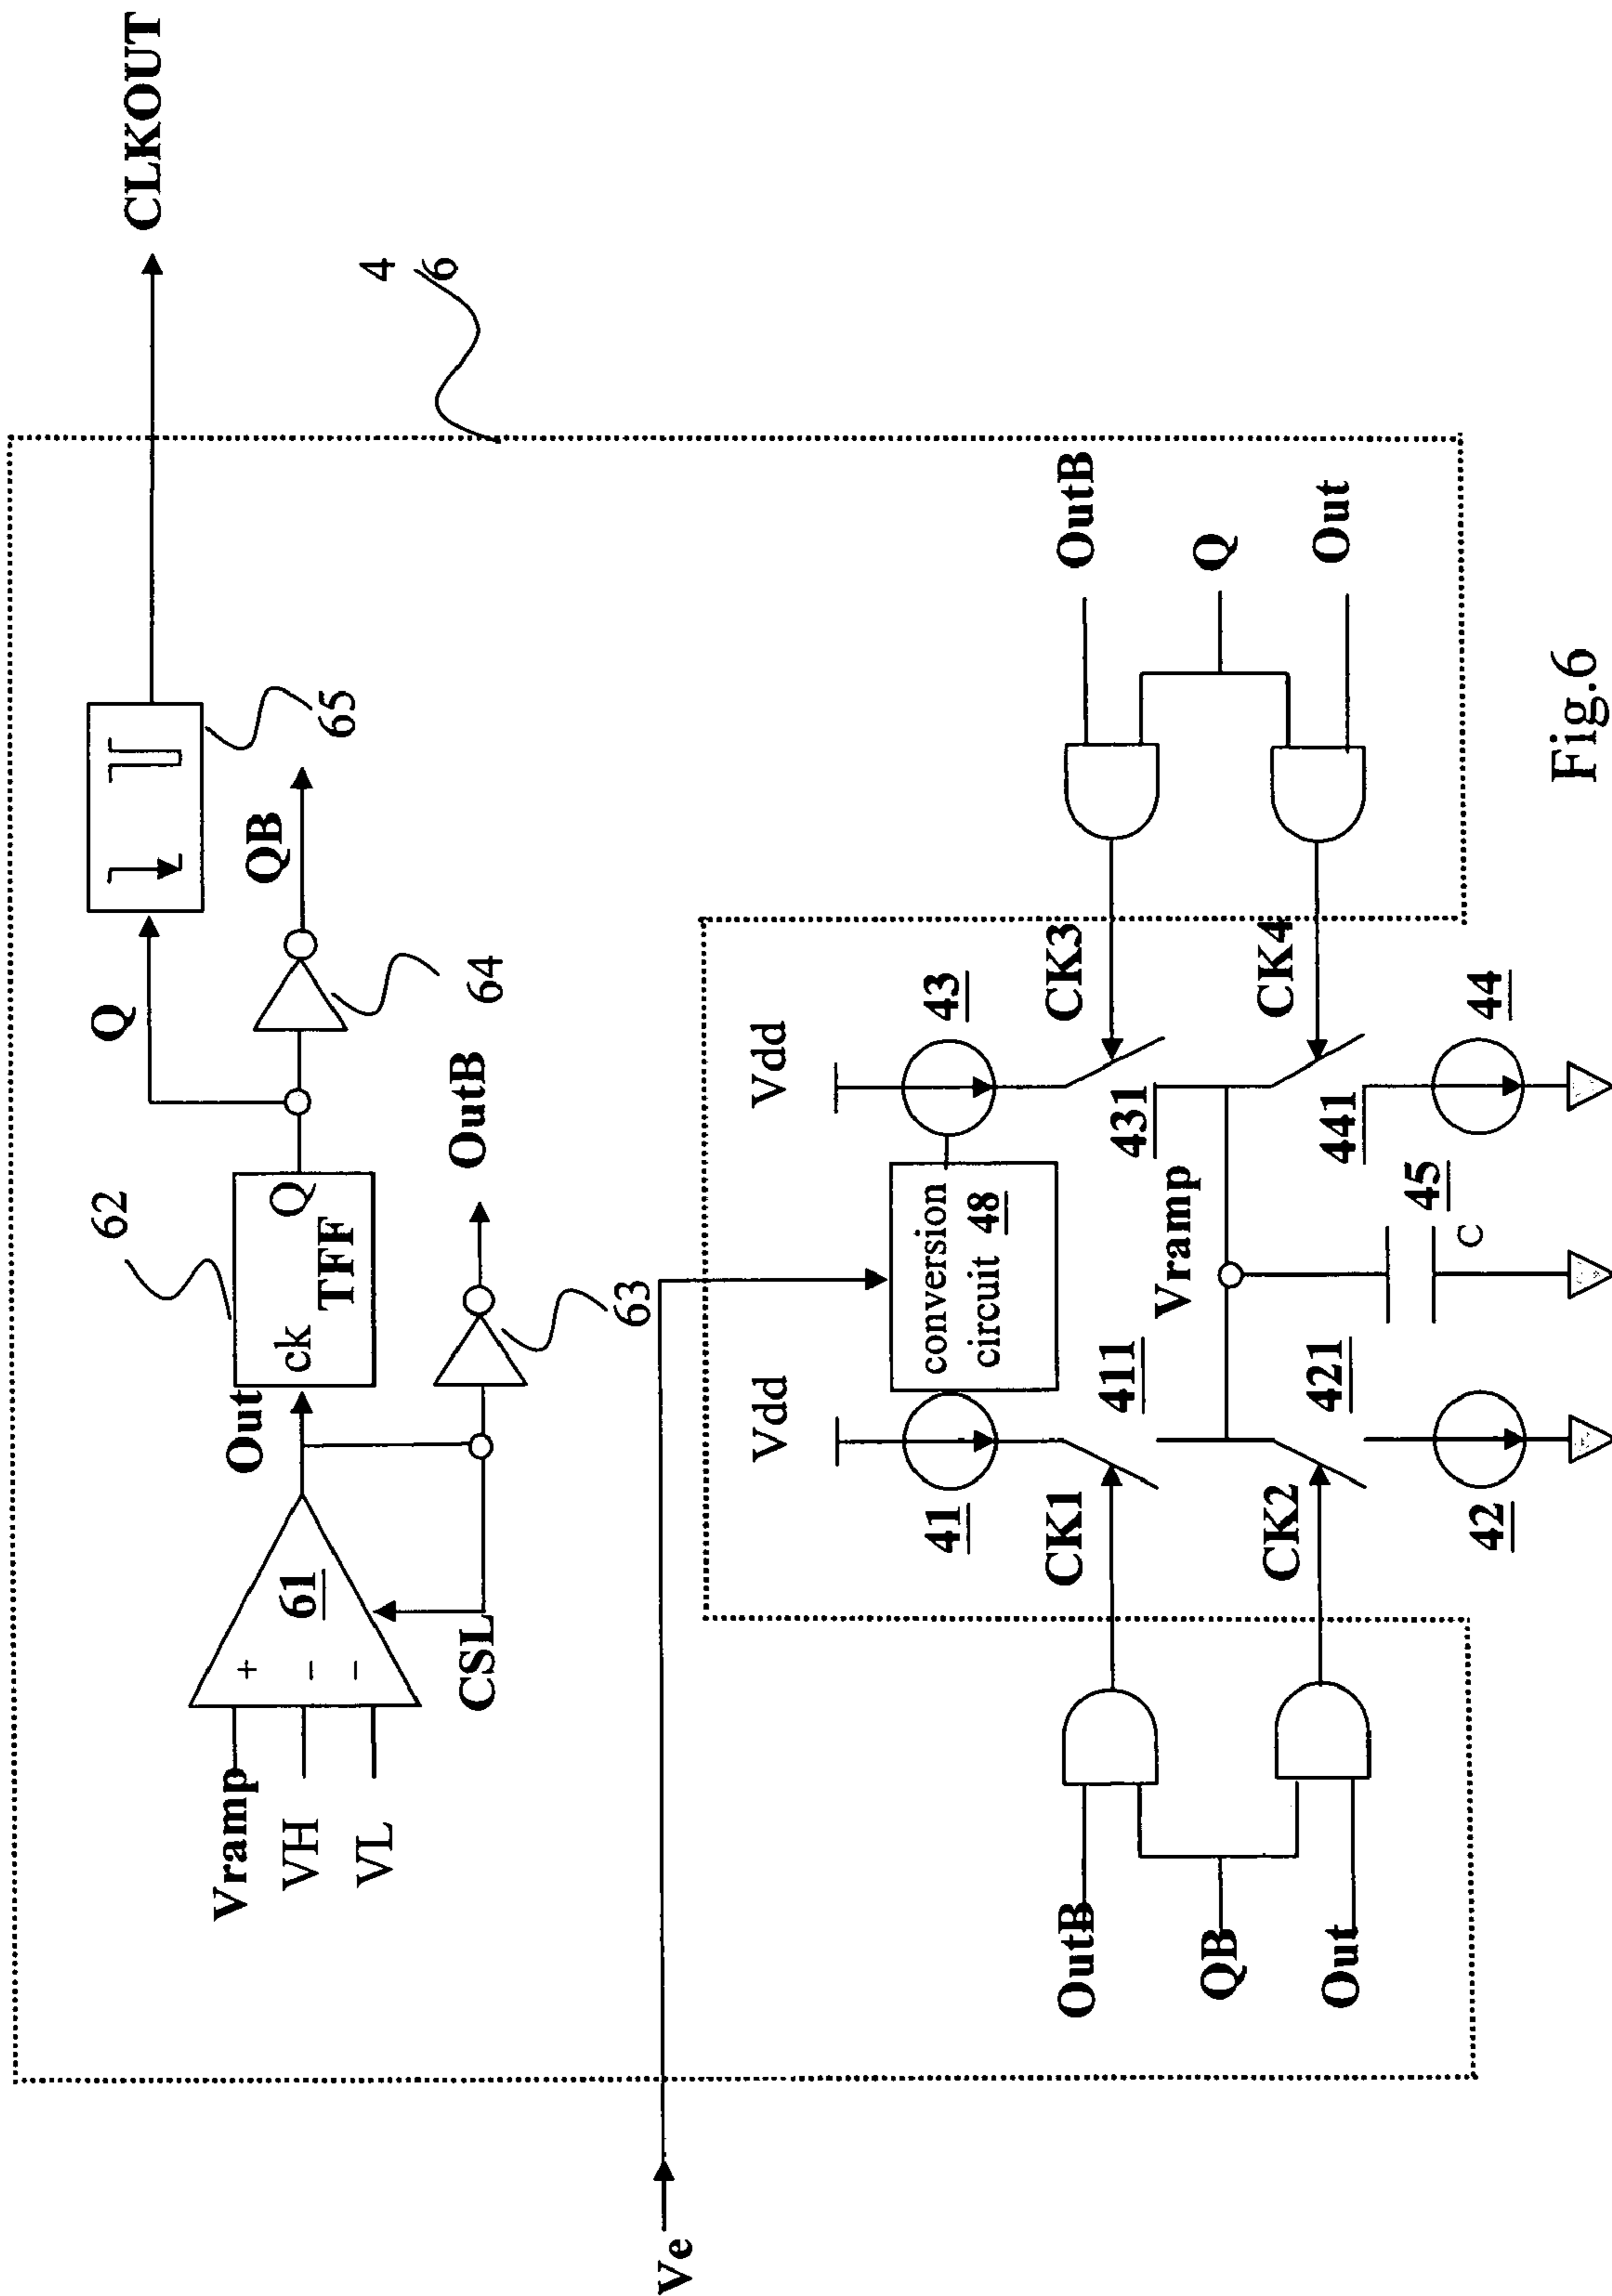 CLKOUT
4 6
65
Q
QB
64
62
Q
TFF
ck
Out
OutB
63
61
+
−
−
Vramp
VH
VL
CSL
Ve
Vdd
Vdd
41
43
conversion
circuit 48
CK1
411
CK3
431
Vramp
CK2
421
CK4
441
45
C
42
44
OutB
QB
Out
OutB
Q
Out
Fig.6